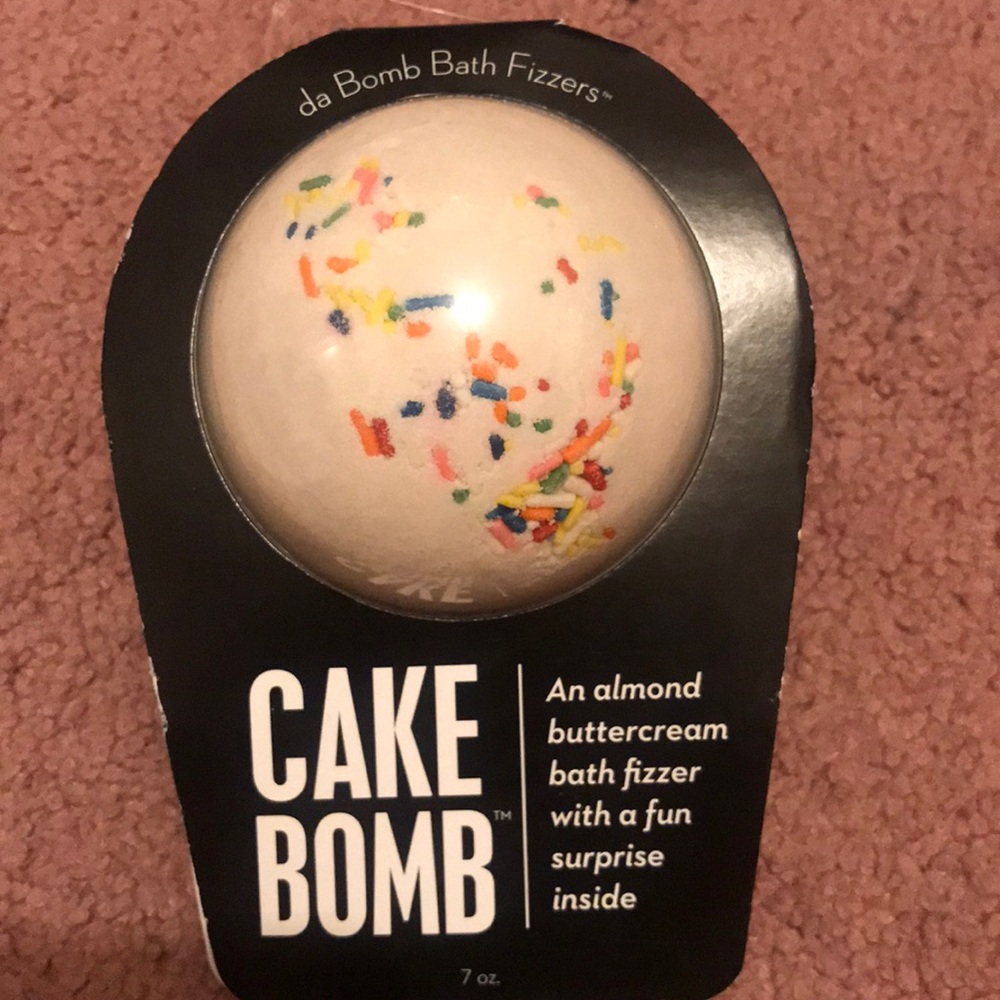 da Bomb Bath Fizzers™
CAKE
BOMB™
An almond
buttercream
bath fizzer
with a fun
surprise
inside
7 oz.